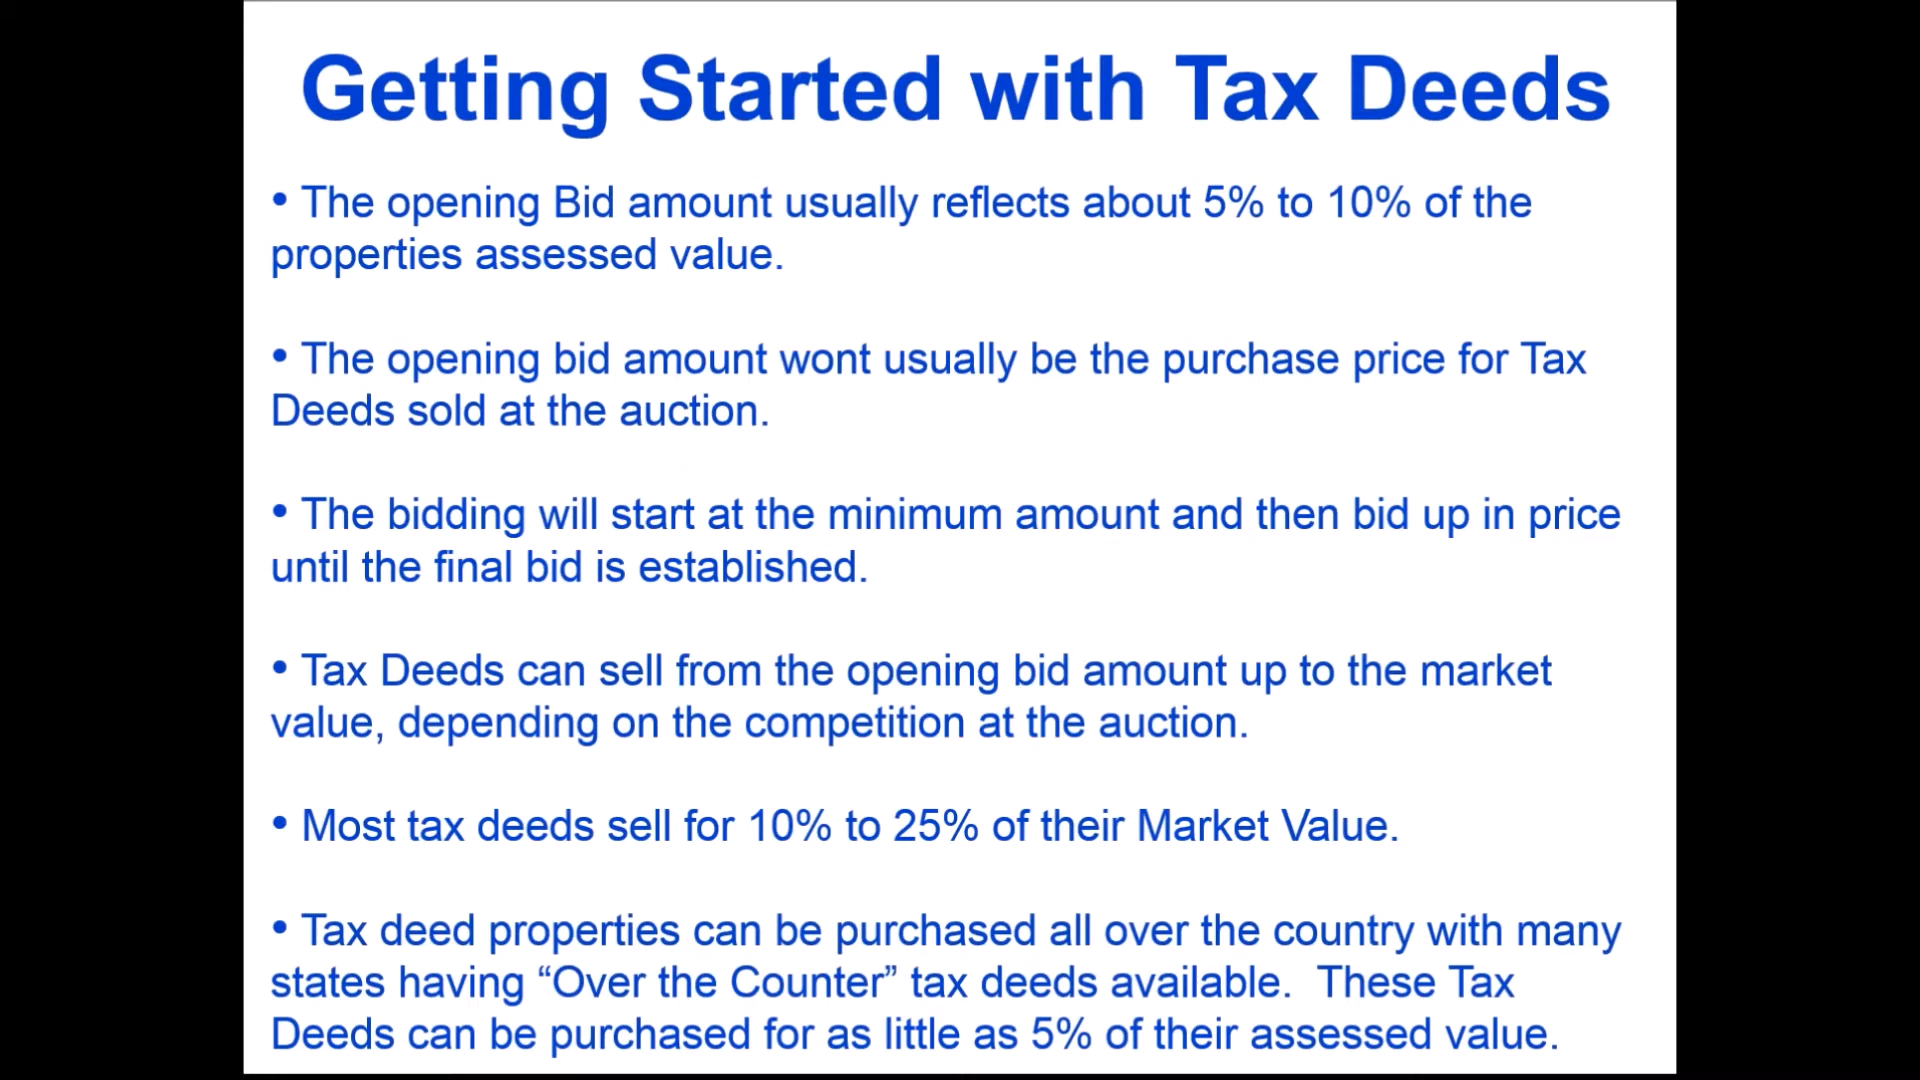 Getting Started with Tax Deeds
• The opening Bid amount usually reflects about 5% to 10% of the
properties assessed value.
• The opening bid amount wont usually be the purchase price for Tax
Deeds sold at the auction.
• The bidding will start at the minimum amount and then bid up in price
until the final bid is established.
• Tax Deeds can sell from the opening bid amount up to the market
value, depending on the competition at the auction.
• Most tax deeds sell for 10% to 25% of their Market Value.
• Tax deed properties can be purchased all over the country with many
states having “Over the Counter” tax deeds available.  These Tax
Deeds can be purchased for as little as 5% of their assessed value.